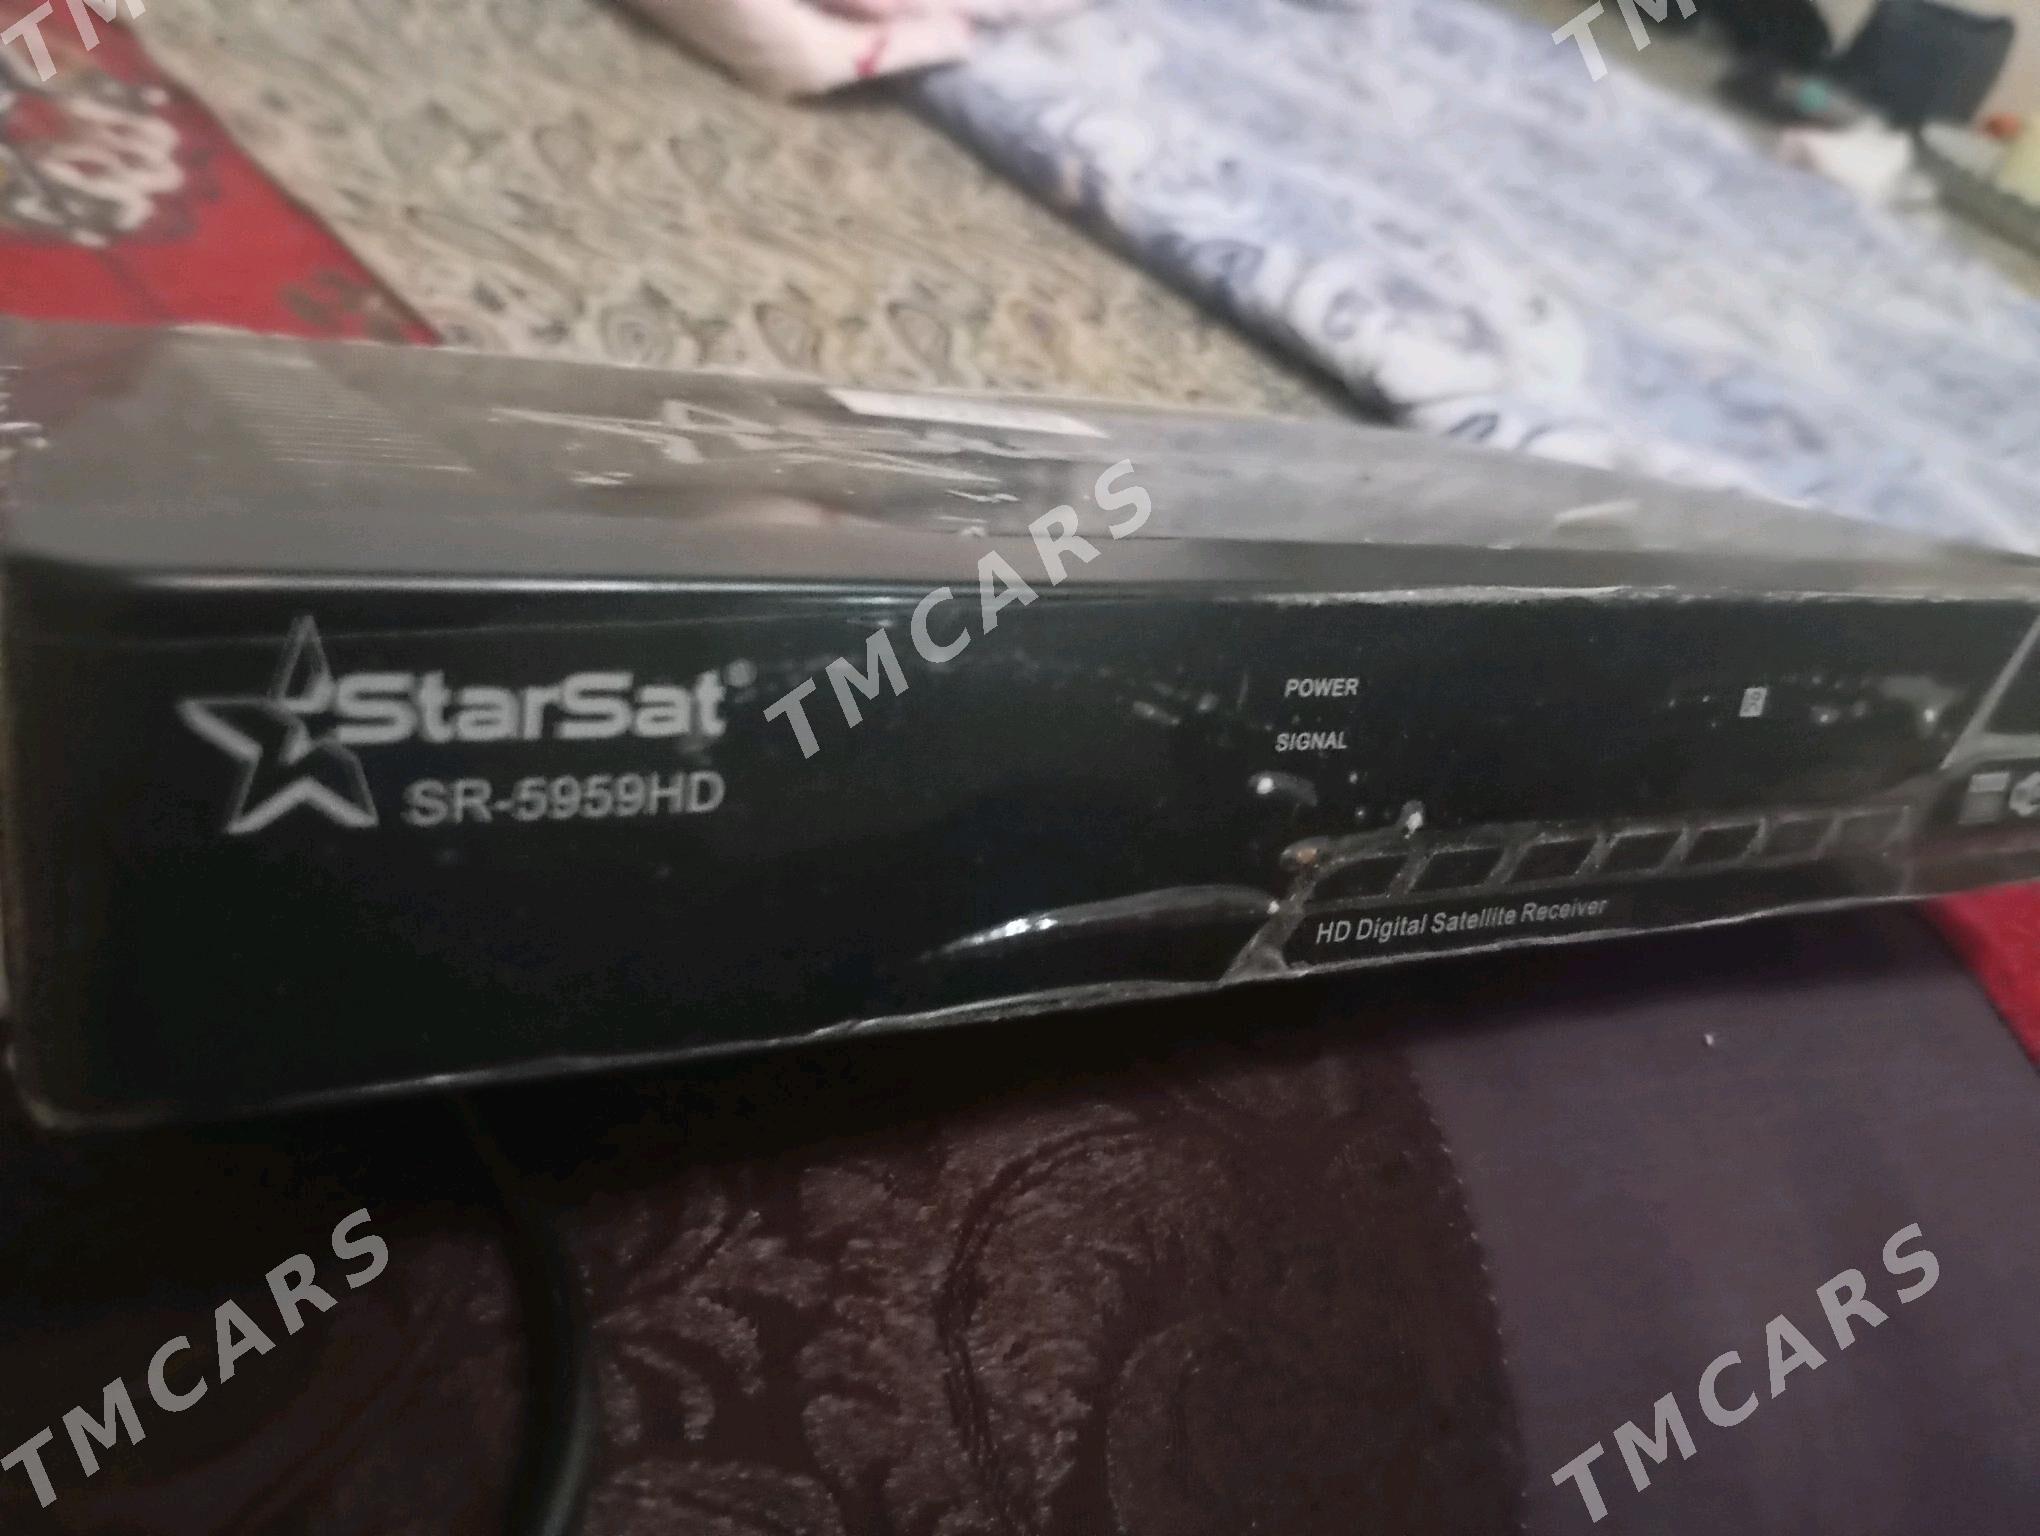 TMCARS
TMCARS
TMCARS
StarSat
SR-5959HD
POWER
SIGNAL
HD Digital Satellite Receiver
TMCARS
TMCARS